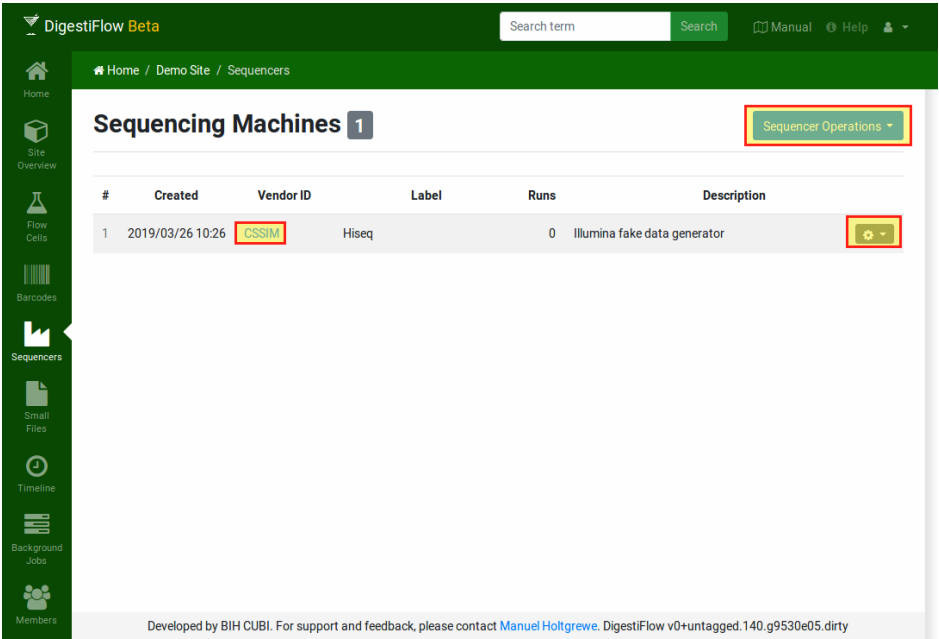 DigestiFlow Beta
Search term
Search
Manual
Help
Home / Demo Site / Sequencers
Home
Site
Overview
Flow
Cells
Barcodes
Sequencers
Small
Files
Timeline
Background
Jobs
Members
Sequencing Machines 1
Sequencer Operations
# Created Vendor ID Label Runs Description
1 2019/03/26 10:26 CSSIM Hiseq 0 Illumina fake data generator
Developed by BIH CUBI. For support and feedback, please contact Manuel Holtgrewe. DigestiFlow v0+untagged.140.g9530e05.dirty